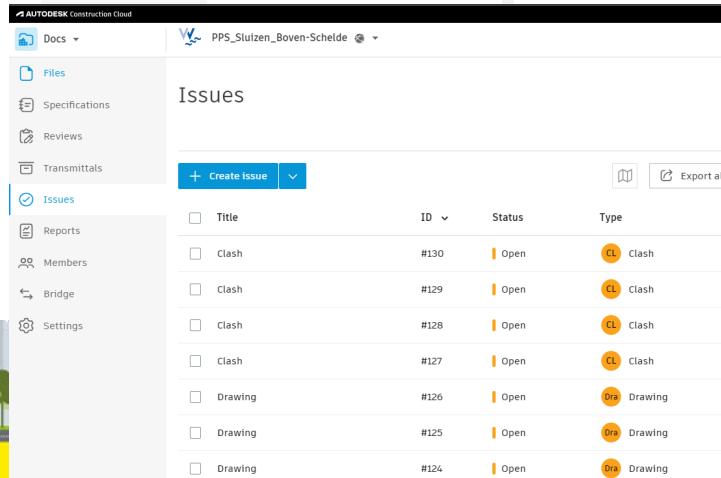 AUTODESK Construction Cloud
Docs
PPS_Sluizen_Boven-Schelde
Files
Specifications
Reviews
Transmittals
Issues
Reports
Members
Bridge
Settings
Issues
+ Create issue
Export al
Title ID Status Type
Clash #130 Open CL Clash
Clash #129 Open CL Clash
Clash #128 Open CL Clash
Clash #127 Open CL Clash
Drawing #126 Open Dra Drawing
Drawing #125 Open Dra Drawing
Drawing #124 Open Dra Drawing